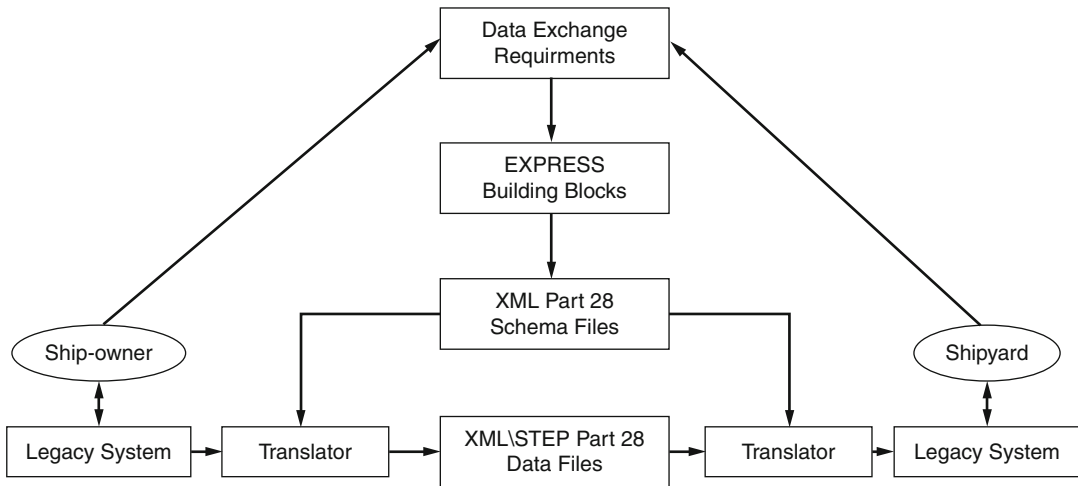 Data Exchange
Requirments
EXPRESS
Building Blocks
XML Part 28
Schema Files
Ship-owner
Shipyard
Legacy System
Translator
XML\STEP Part 28
Data Files
Translator
Legacy System